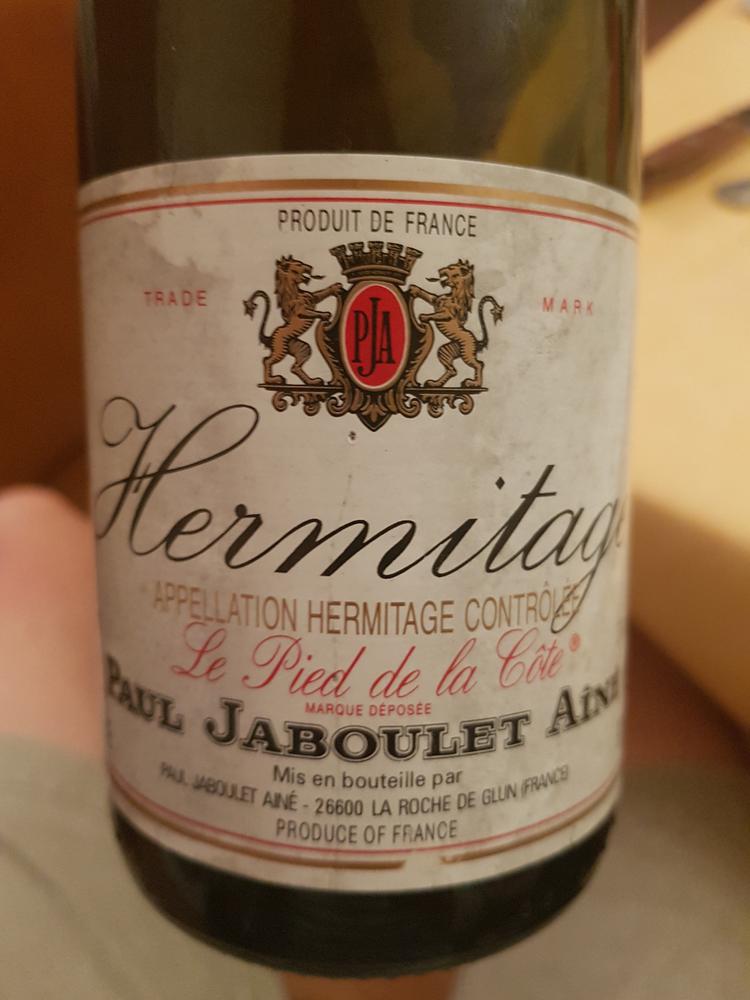 PRODUIT DE FRANCE
TRADE MARK
PJA
Hermitage
APPELLATION HERMITAGE CONTRÔLÉE
Le Pied de la Côte®
MARQUE DÉPOSÉE
PAUL JABOULET AÎNÉ
Mis en bouteille par
PAUL JABOULET AINÉ - 26600 LA ROCHE DE GLUN (FRANCE)
PRODUCE OF FRANCE